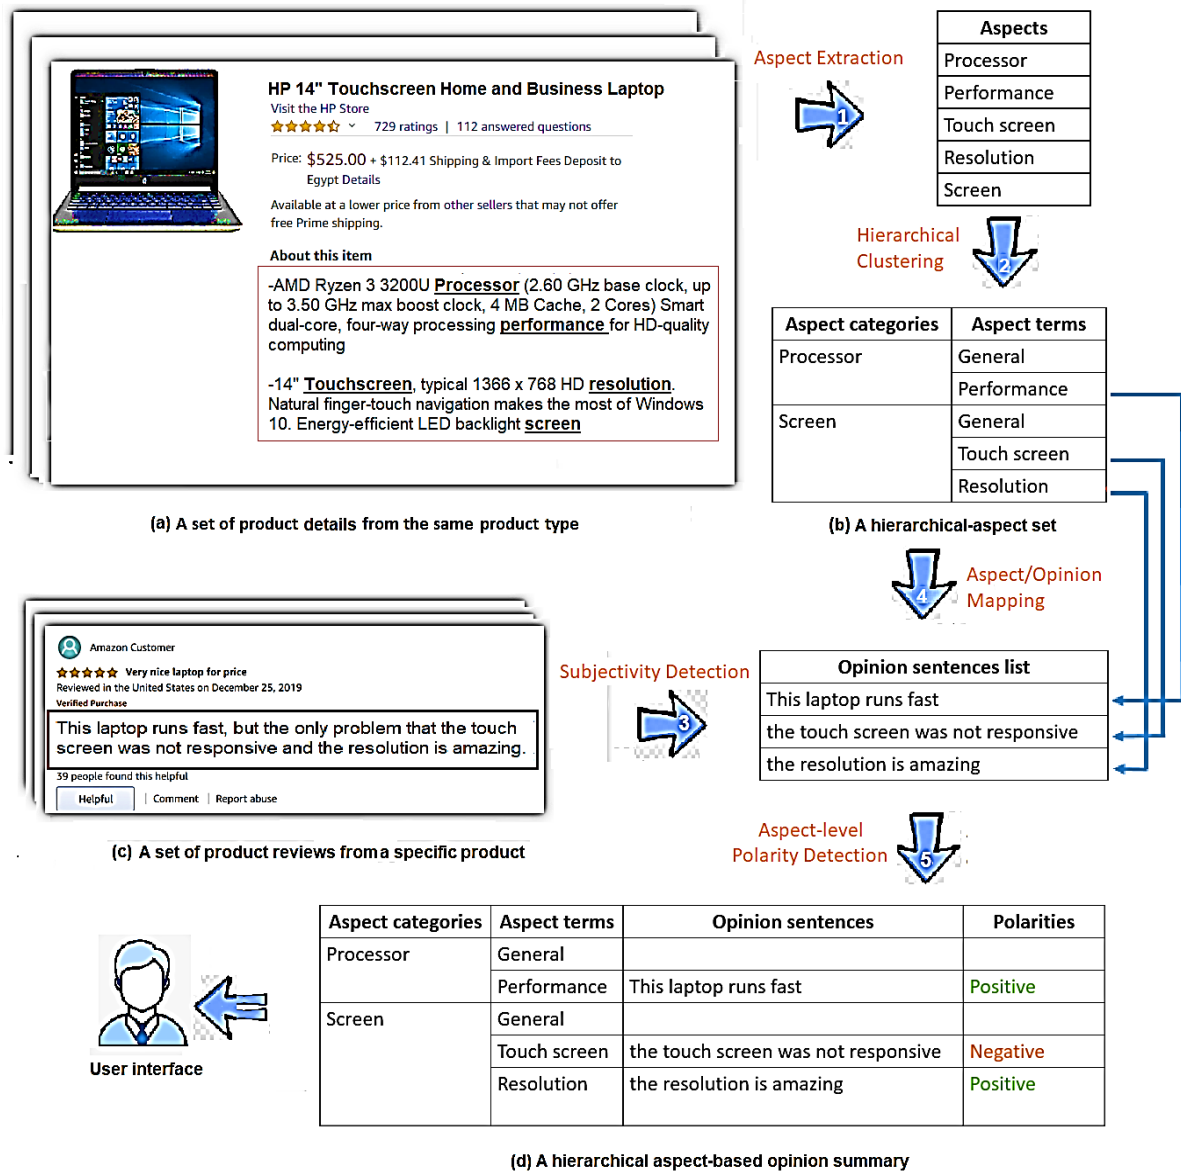 HP 14" Touchscreen Home and Business Laptop
Visit the HP Store
729 ratings | 112 answered questions
Price: $525.00 + $112.41 Shipping & Import Fees Deposit to
Egypt Details
Available at a lower price from other sellers that may not offer
free Prime shipping.
About this item
-AMD Ryzen 3 3200U Processor (2.60 GHz base clock, up
to 3.50 GHz max boost clock, 4 MB Cache, 2 Cores) Smart
dual-core, four-way processing performance for HD-quality
computing
-14" Touchscreen, typical 1366 x 768 HD resolution.
Natural finger-touch navigation makes the most of Windows
10. Energy-efficient LED backlight screen
(a) A set of product details from the same product type
Aspect Extraction
1
Aspects
Processor
Performance
Touch screen
Resolution
Screen
Hierarchical
Clustering
2
Aspect categories Aspect terms
Processor General
Performance
Screen General
Touch screen
Resolution
(b) A hierarchical-aspect set
4
Aspect/Opinion
Mapping
Amazon Customer
Very nice laptop for price
Reviewed in the United States on December 25, 2019
Verified Purchase
This laptop runs fast, but the only problem that the touch
screen was not responsive and the resolution is amazing.
39 people found this helpful
Helpful | Comment | Report abuse
(c) A set of product reviews from a specific product
Subjectivity Detection
3
Opinion sentences list
This laptop runs fast
the touch screen was not responsive
the resolution is amazing
Aspect-level
Polarity Detection
5
Aspect categories Aspect terms Opinion sentences Polarities
Processor General
Performance This laptop runs fast Positive
Screen General
Touch screen the touch screen was not responsive Negative
Resolution the resolution is amazing Positive
User interface
(d) A hierarchical aspect-based opinion summary